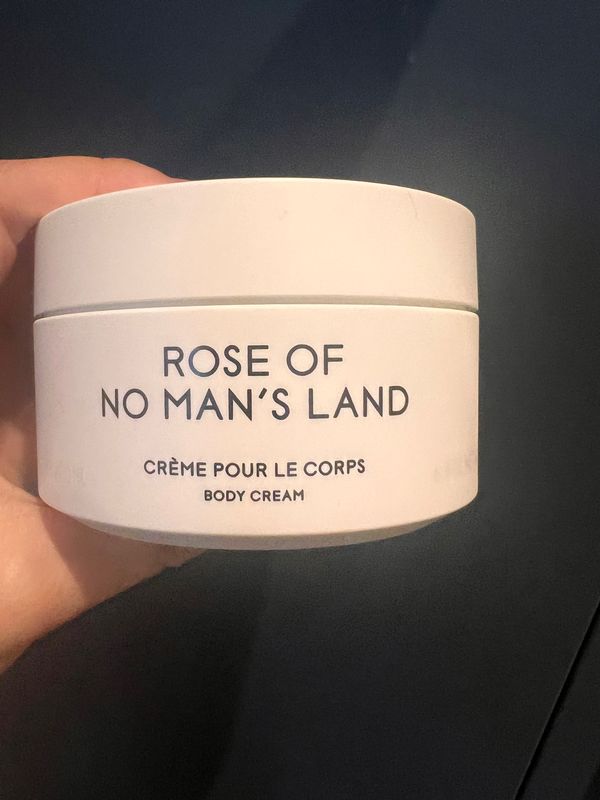 ROSE OF
NO MAN'S LAND
CRÈME POUR LE CORPS
BODY CREAM